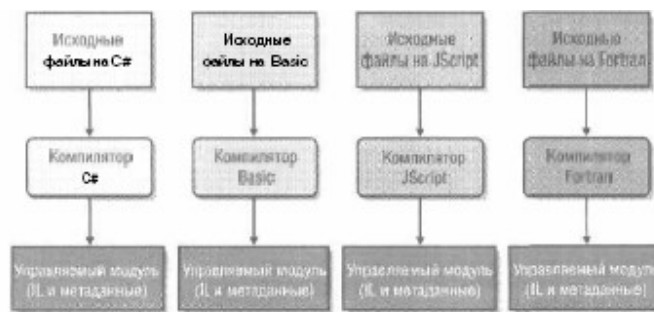 Исходные
файлы на C#
Исходные
файлы на Basic
Исходные
файлы на JScript
Исходные
файлы на Fortran
Компилятор
C#
Компилятор
Basic
Компилятор
JScript
Компилятор
Fortran
Управляемый модуль
(IL и метаданные)
Управляемый модуль
(IL и метаданные)
Управляемый модуль
(IL и метаданные)
Управляемый модуль
(IL и метаданные)